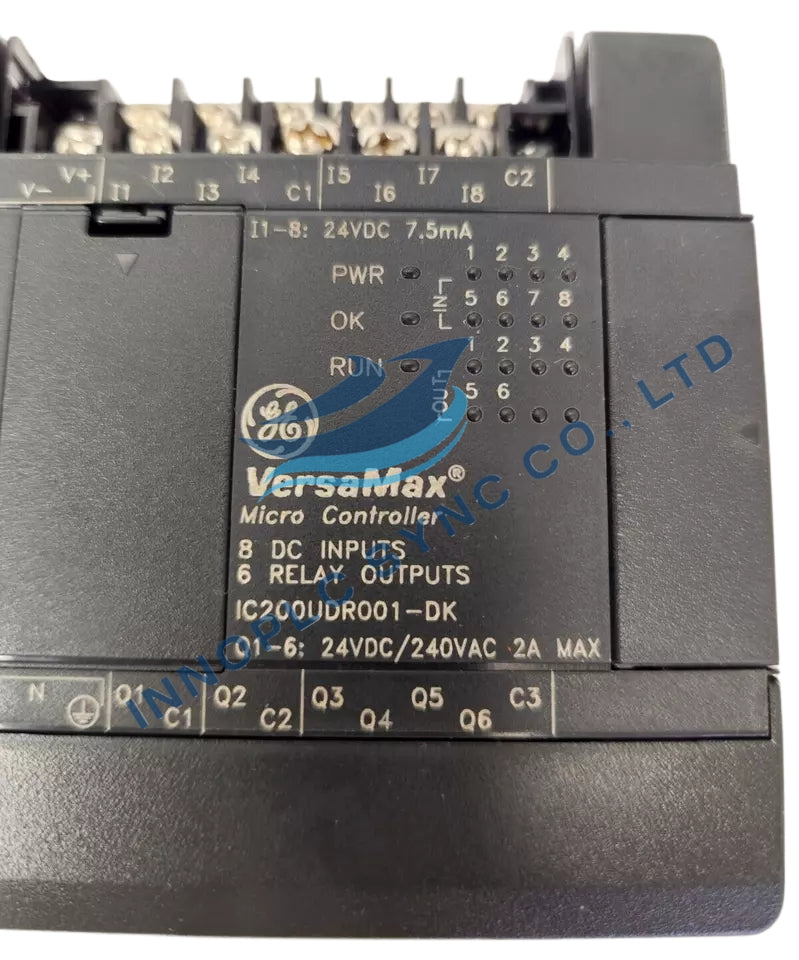 V- V+ I1 I2 I3 I4 C1 I5 I6 I7 I8 C2
I1-8: 24VDC 7.5mA
1 2 3 4
PWR
IN
5 6 7 8
OK
1 2 3 4
RUN
OUT
5 6
GE
VersaMax®
Micro Controller
8 DC INPUTS
6 RELAY OUTPUTS
IC200UDR001-DK
Q1-6: 24VDC/240VAC 2A MAX
N Q1 C1 Q2 C2 Q3 Q4 Q5 Q6 C3
INNOPLC SYNC CO., LTD